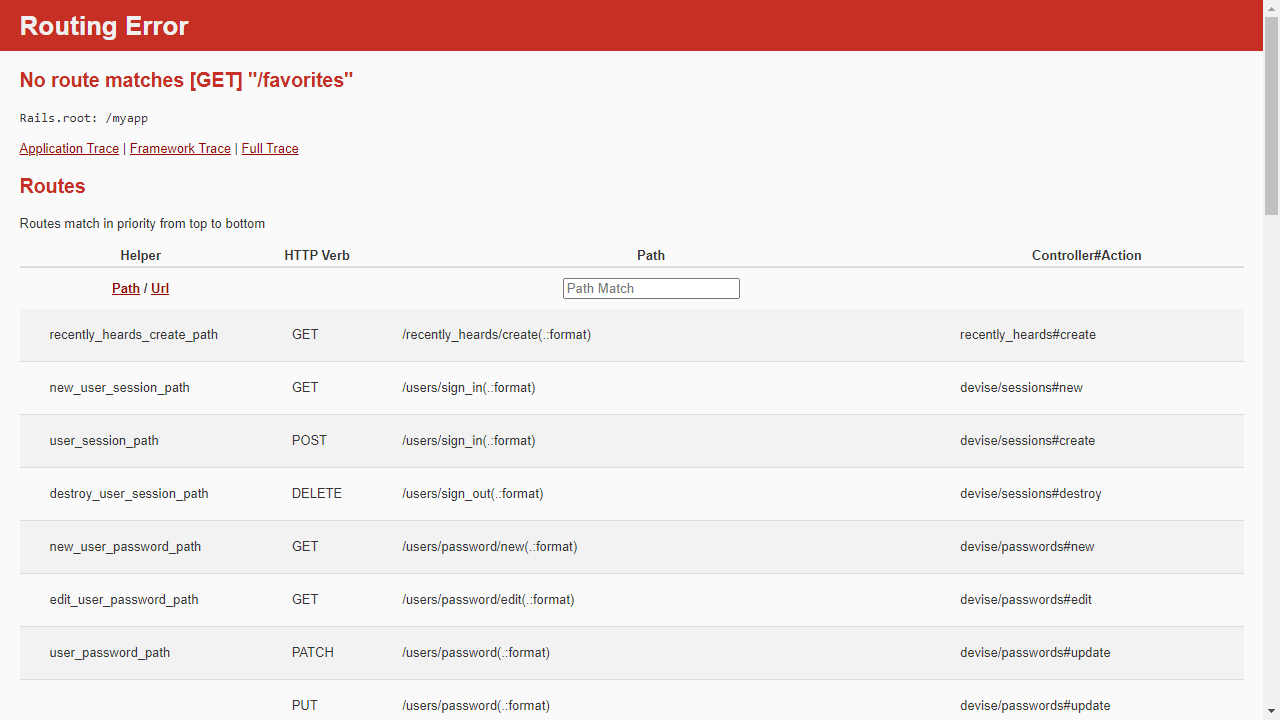 Routing Error
No route matches [GET] "/favorites"
Rails.root: /myapp
Application Trace | Framework Trace | Full Trace
Routes
Routes match in priority from top to bottom
Helper HTTP Verb Path Controller#Action
Path / Url Path Match
recently_heards_create_path GET /recently_heards/create(.:format) recently_heards#create
new_user_session_path GET /users/sign_in(.:format) devise/sessions#new
user_session_path POST /users/sign_in(.:format) devise/sessions#create
destroy_user_session_path DELETE /users/sign_out(.:format) devise/sessions#destroy
new_user_password_path GET /users/password/new(.:format) devise/passwords#new
edit_user_password_path GET /users/password/edit(.:format) devise/passwords#edit
user_password_path PATCH /users/password(.:format) devise/passwords#update
PUT /users/password(.:format) devise/passwords#update